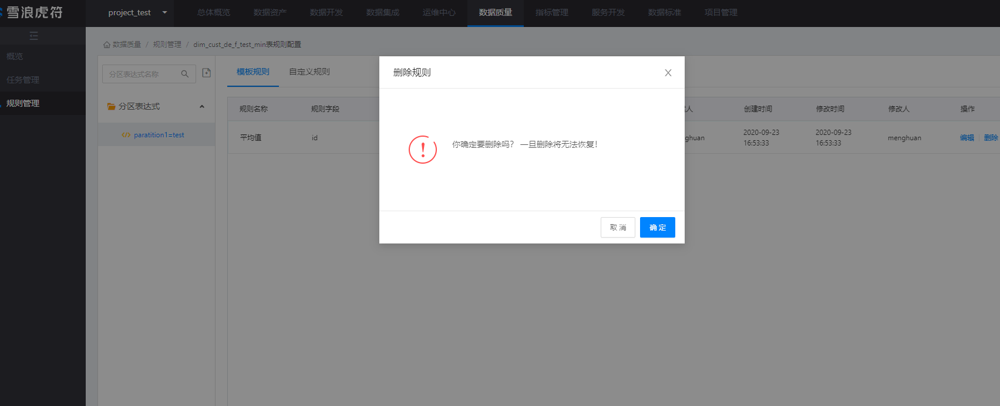 雪浪虎符
project_test
总体概览
数据资产
数据开发
数据集成
运维中心
数据质量
指标管理
服务开发
数据标准
项目管理
概览
任务管理
规则管理
数据质量 / 规则管理 / dim_cust_de_f_test_min表规则配置
分区表达式名称
分区表达式
paratition1=test
模板规则
自定义规则
规则名称
规则字段
人
创建时间
修改时间
修改人
操作
平均值
id
ghuan
2020-09-23
16:53:33
2020-09-23
16:53:33
menghuan
编辑
删除
删除规则
你确定要删除吗? 一旦删除将无法恢复!
取 消
确 定